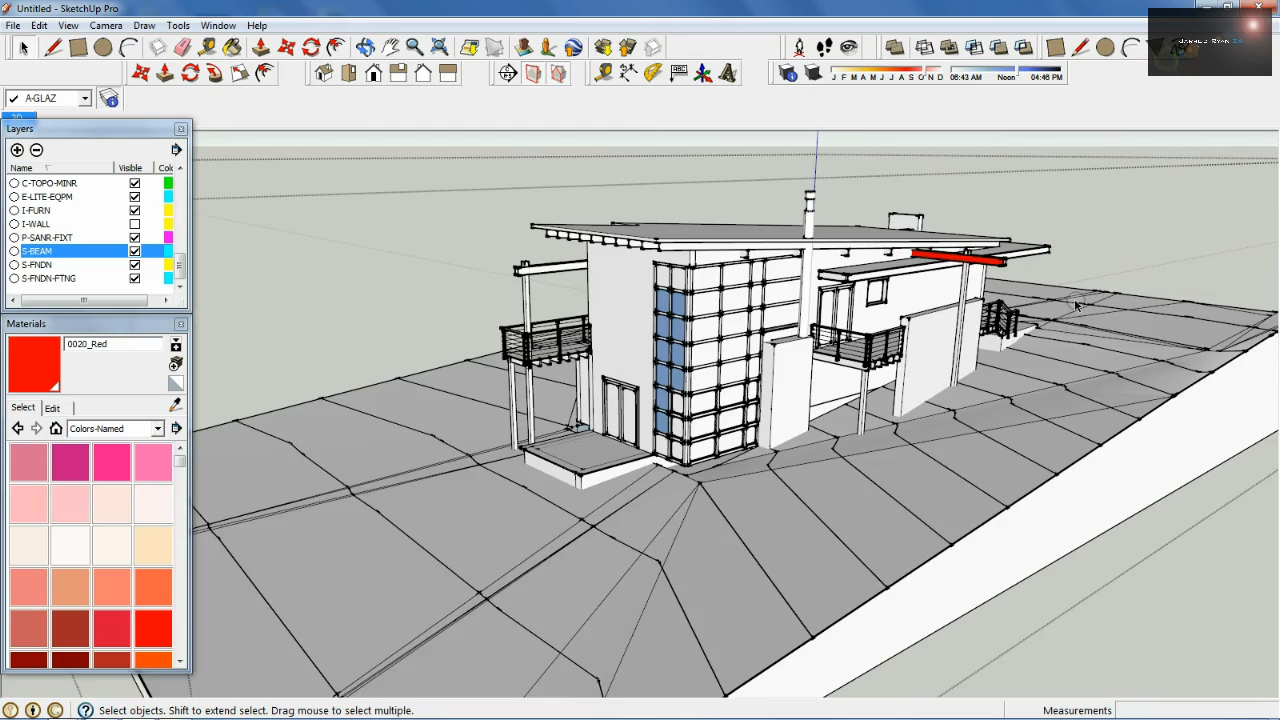 Untitled - SketchUp Pro
File Edit View Camera Draw Tools Window Help
J F M A M J J A S O N D 06:43 AM Noon 04:46 PM
A-GLAZ
Layers
Name Visible Col
C-TOPO-MINR
E-LITE-EQPM
I-FURN
I-WALL
P-SANR-FIXT
S-BEAM
S-FNDN
S-FNDN-FTNG
Materials
0020_Red
Select Edit
Colors-Named
Select objects. Shift to extend select. Drag mouse to select multiple.
Measurements